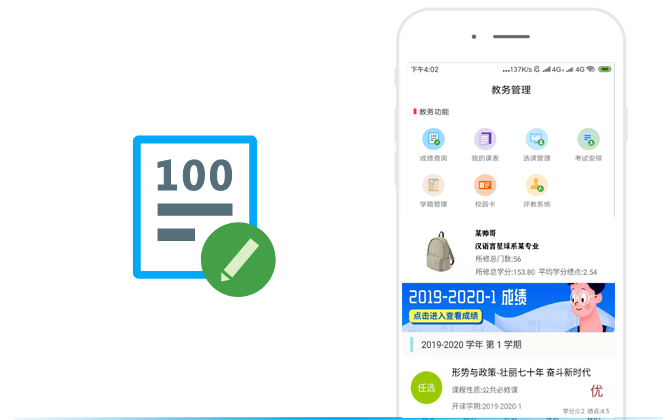 100
下午4:02
...137K/s 4G+ 4G
教务管理
教务功能
成绩查询 我的课表 选课管理 考试安排
学籍管理 校园卡 评教系统
某帅哥
汉语言星球系某专业
所修总门数:56
所修总学分:153.80 平均学分绩点:2.54
2019-2020-1 成绩
点击进入查看成绩
2019-2020 学年 第 1 学期
任选
形势与政策-壮丽七十年 奋斗新时代
课程性质:公共必修课
优
开课学期:2019-2020-1
学分:0.2 绩点:4.5